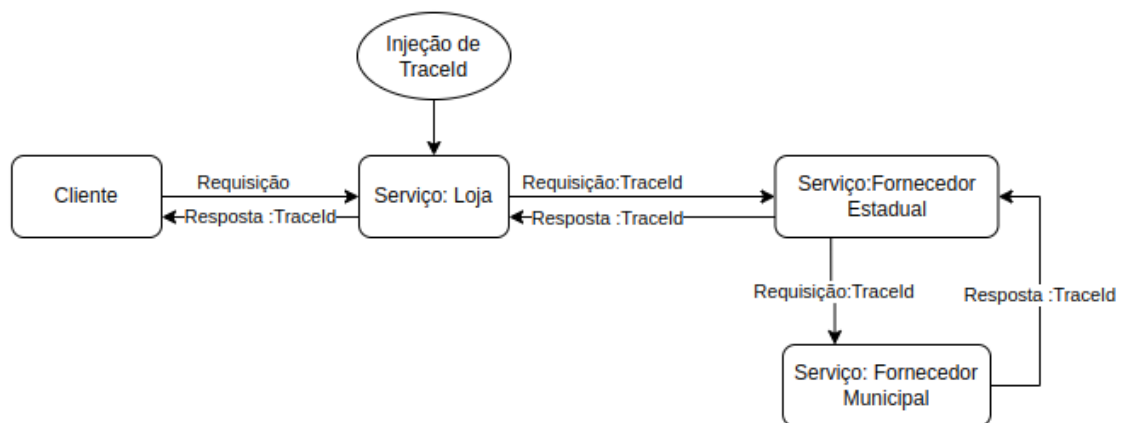 Injeção de
TraceId
Cliente
Requisição
Resposta :TraceId
Serviço: Loja
Requisição:TraceId
Resposta :TraceId
Serviço:Fornecedor
Estadual
Requisição:TraceId
Resposta :TraceId
Serviço: Fornecedor
Municipal